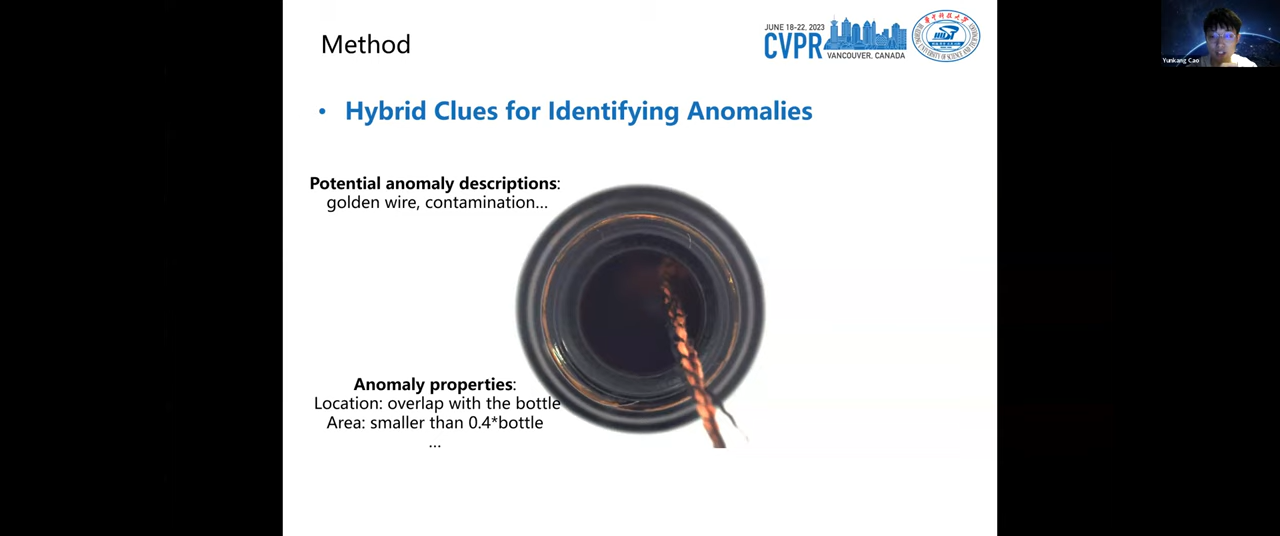 Method
JUNE 18-22, 2023
CVPR
VANCOUVER, CANADA
Yunkang Cao
• Hybrid Clues for Identifying Anomalies
Potential anomaly descriptions:
golden wire, contamination...
Anomaly properties:
Location: overlap with the bottle
Area: smaller than 0.4*bottle
...